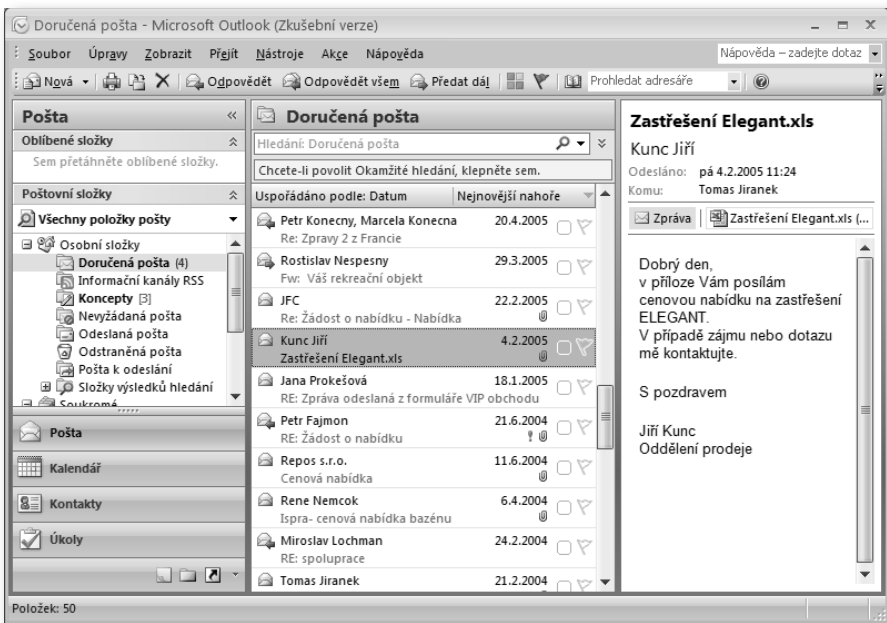 Doručená pošta - Microsoft Outlook (Zkušební verze)
Soubor Úpravy Zobrazit Přejít Nástroje Akce Nápověda Nápověda – zadejte dotaz
Nová Odpovědět Odpovědět všem Předat dál Prohledat adresáře
Pošta
Oblíbené složky
Sem přetáhněte oblíbené složky.
Poštovní složky
Všechny položky pošty
Osobní složky
Doručená pošta (4)
Informační kanály RSS
Koncepty [3]
Nevyžádaná pošta
Odeslaná pošta
Odstraněná pošta
Pošta k odeslání
Složky výsledků hledání
Soukromé
Pošta
Kalendář
Kontakty
Úkoly
Doručená pošta
Hledání: Doručená pošta
Chcete-li povolit Okamžité hledání, klepněte sem.
Uspořádáno podle: Datum Nejnovější nahoře
Petr Konecny, Marcela Konecna 20.4.2005
Re: Zpravy 2 z Francie
Rostislav Nespesny 29.3.2005
Fw: Váš rekreační objekt
JFC 22.2.2005
Re: Žádost o nabídku - Nabídka
Kunc Jiří 4.2.2005
Zastřešení Elegant.xls
Jana Prokešová 18.1.2005
RE: Zpráva odeslaná z formuláře VIP obchodu
Petr Fajmon 21.6.2004
RE: Žádost o nabídku
Repos s.r.o. 11.6.2004
Cenová nabídka
Rene Nemcok 6.4.2004
Ispra- cenová nabídka bazénu
Miroslav Lochman 24.2.2004
RE: spoluprace
Tomas Jiranek 21.2.2004
Zastřešení Elegant.xls
Kunc Jiří
Odesláno: pá 4.2.2005 11:24
Komu: Tomas Jiranek
Zpráva Zastřešení Elegant.xls (...
Dobrý den,
v příloze Vám posílám
cenovou nabídku na zastřešení
ELEGANT.
V případě zájmu nebo dotazu
mě kontaktujte.
S pozdravem
Jiří Kunc
Oddělení prodeje
Položek: 50